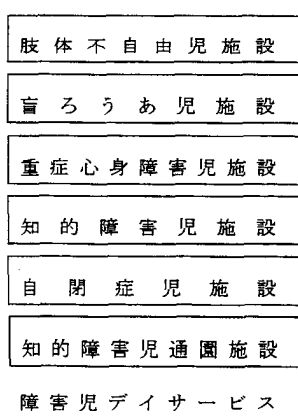 肢体不自由児施設
盲ろうあ児施設
重症心身障害児施設
知的障害児施設
自閉症児施設
知的障害児通園施設
障害児デイサービス